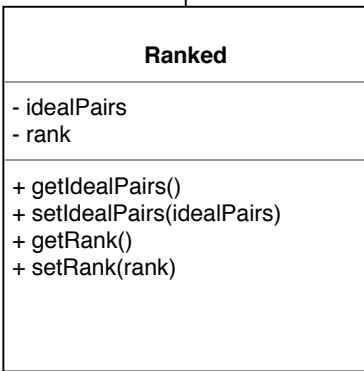 Ranked
- idealPairs
- rank
+ getIdealPairs()
+ setIdealPairs(idealPairs)
+ getRank()
+ setRank(rank)